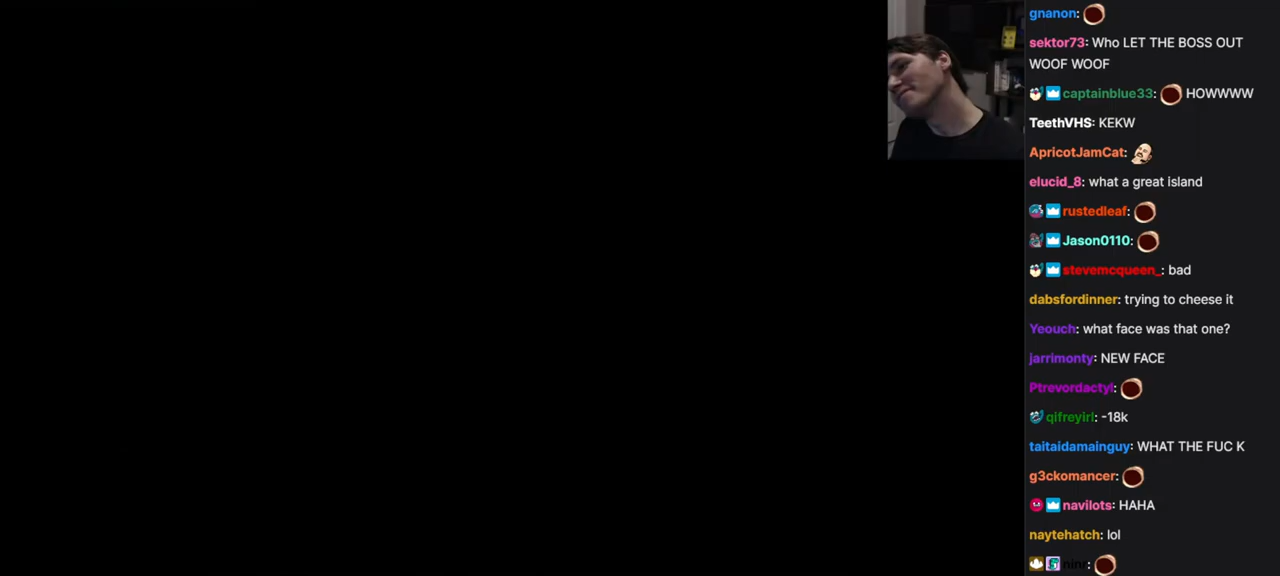 gnanon:
sektor73: Who LET THE BOSS OUT
WOOF WOOF
captainblue33: HOWWWW
TeethVHS: KEKW
ApricotJamCat:
elucid_8: what a great island
rustedleaf:
Jason0110:
stevemcqueen_: bad
dabsfordinner: trying to cheese it
Yeouch: what face was that one?
jarrimonty: NEW FACE
Ptrevordactyl:
qifreyirl: -18k
taitaidamainguy: WHAT THE FUC K
g3ckomancer:
navilots: HAHA
naytehatch: lol